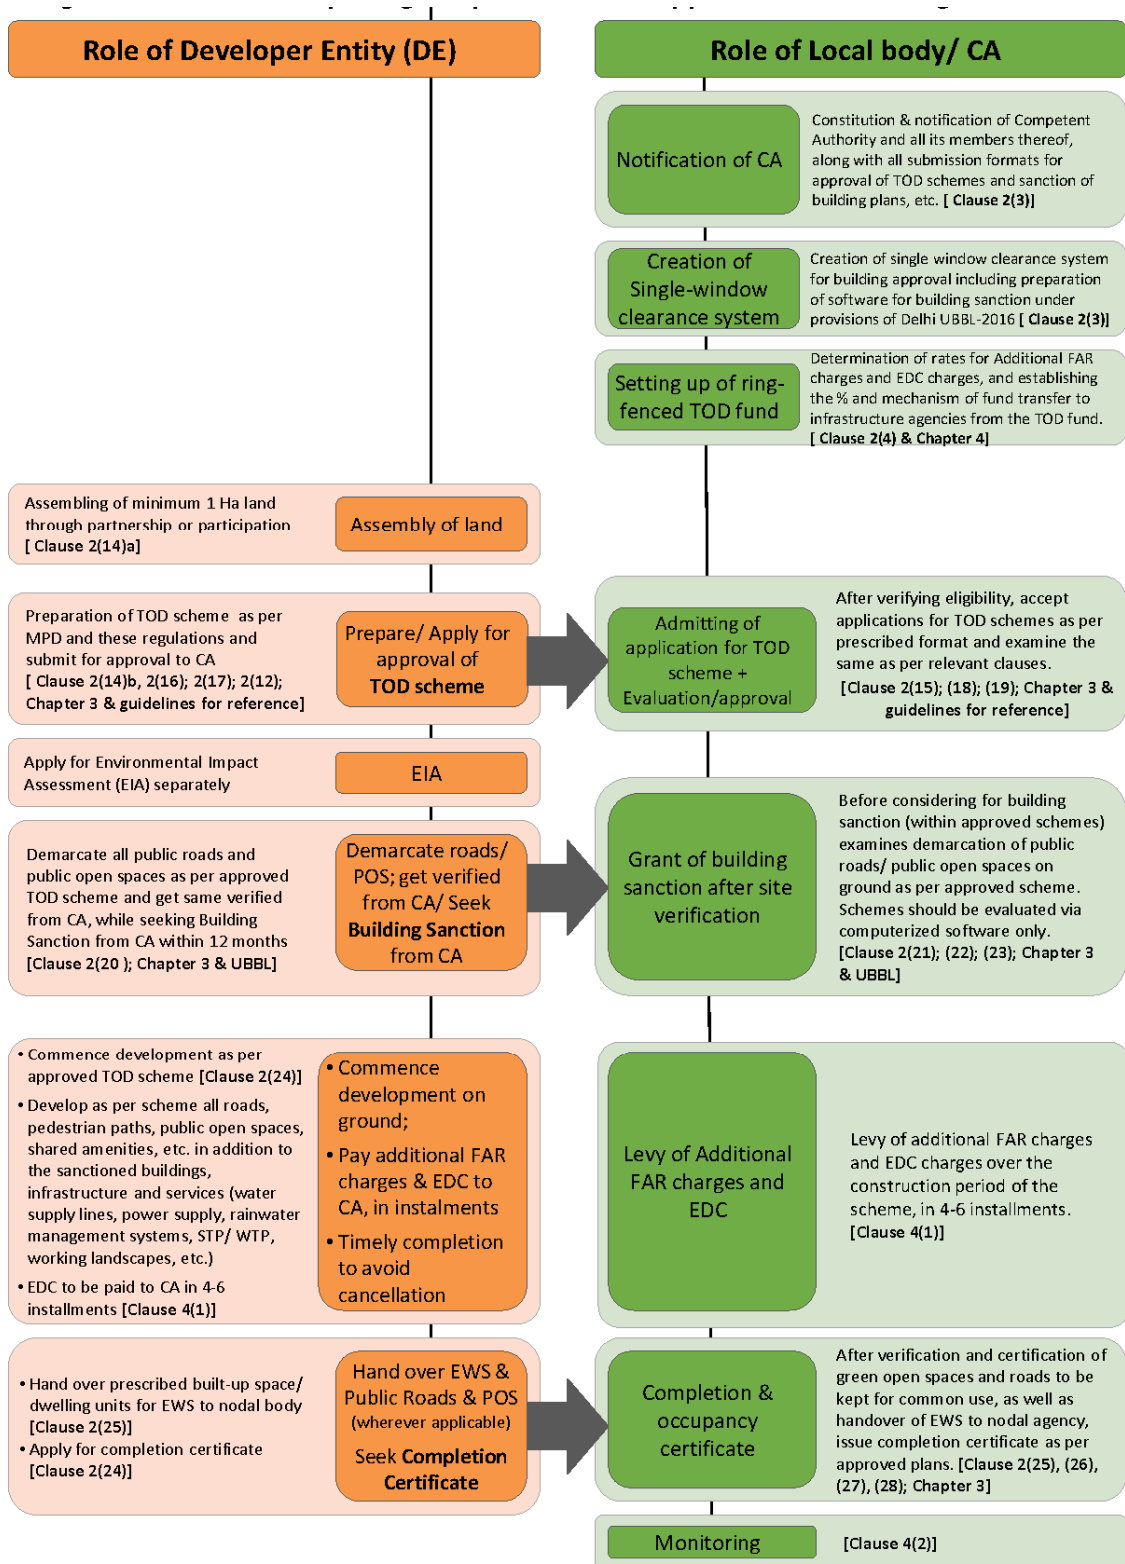 Role of Developer Entity (DE)
Role of Local body/ CA
Notification of CA
Constitution & notification of Competent
Authority and all its members thereof,
along with all submission formats for
approval of TOD schemes and sanction of
building plans, etc. [ Clause 2(3)]
Creation of
Single-window
clearance system
Creation of single window clearance system
for building approval including preparation
of software for building sanction under
provisions of Delhi UBBL-2016 [ Clause 2(3)]
Setting up of ring-
fenced TOD fund
Determination of rates for Additional FAR
charges and EDC charges, and establishing
the % and mechanism of fund transfer to
infrastructure agencies from the TOD fund.
[ Clause 2(4) & Chapter 4]
Assembling of minimum 1 Ha land
through partnership or participation
[ Clause 2(14)a]
Assembly of land
Preparation of TOD scheme as per
MPD and these regulations and
submit for approval to CA
[ Clause 2(14)b, 2(16); 2(17); 2(12);
Chapter 3 & guidelines for reference]
Prepare/ Apply for
approval of
TOD scheme
Admitting of
application for TOD
scheme +
Evaluation/approval
After verifying eligibility, accept
applications for TOD schemes as per
prescribed format and examine the
same as per relevant clauses.
[Clause 2(15); (18); (19); Chapter 3 &
guidelines for reference]
Apply for Environmental Impact
Assessment (EIA) separately
EIA
Demarcate all public roads and
public open spaces as per approved
TOD scheme and get same verified
from CA, while seeking Building
Sanction from CA within 12 months
[Clause 2(20 ); Chapter 3 & UBBL]
Demarcate roads/
POS; get verified
from CA/ Seek
Building Sanction
from CA
Grant of building
sanction after site
verification
Before considering for building
sanction (within approved schemes)
examines demarcation of public
roads/ public open spaces on
ground as per approved scheme.
Schemes should be evaluated via
computerized software only.
[Clause 2(21); (22); (23); Chapter 3
& UBBL]
• Commence development as per
approved TOD scheme [Clause 2(24)]
• Develop as per scheme all roads,
pedestrian paths, public open spaces,
shared amenities, etc. in addition to
the sanctioned buildings,
infrastructure and services (water
supply lines, power supply, rainwater
management systems, STP/ WTP,
working landscapes, etc.)
• EDC to be paid to CA in 4-6
installments [Clause 4(1)]
• Commence
development on
ground;
• Pay additional FAR
charges & EDC to
CA, in instalments
• Timely completion
to avoid
cancellation
Levy of Additional
FAR charges and
EDC
Levy of additional FAR charges
and EDC charges over the
construction period of the
scheme, in 4-6 installments.
[Clause 4(1)]
• Hand over prescribed built-up space/
dwelling units for EWS to nodal body
[Clause 2(25)]
• Apply for completion certificate
[Clause 2(24)]
Hand over EWS &
Public Roads & POS
(wherever applicable)
Seek Completion
Certificate
Completion &
occupancy
certificate
After verification and certification of
green open spaces and roads to be
kept for common use, as well as
handover of EWS to nodal agency,
issue completion certificate as per
approved plans. [Clause 2(25), (26),
(27), (28); Chapter 3]
Monitoring
[Clause 4(2)]